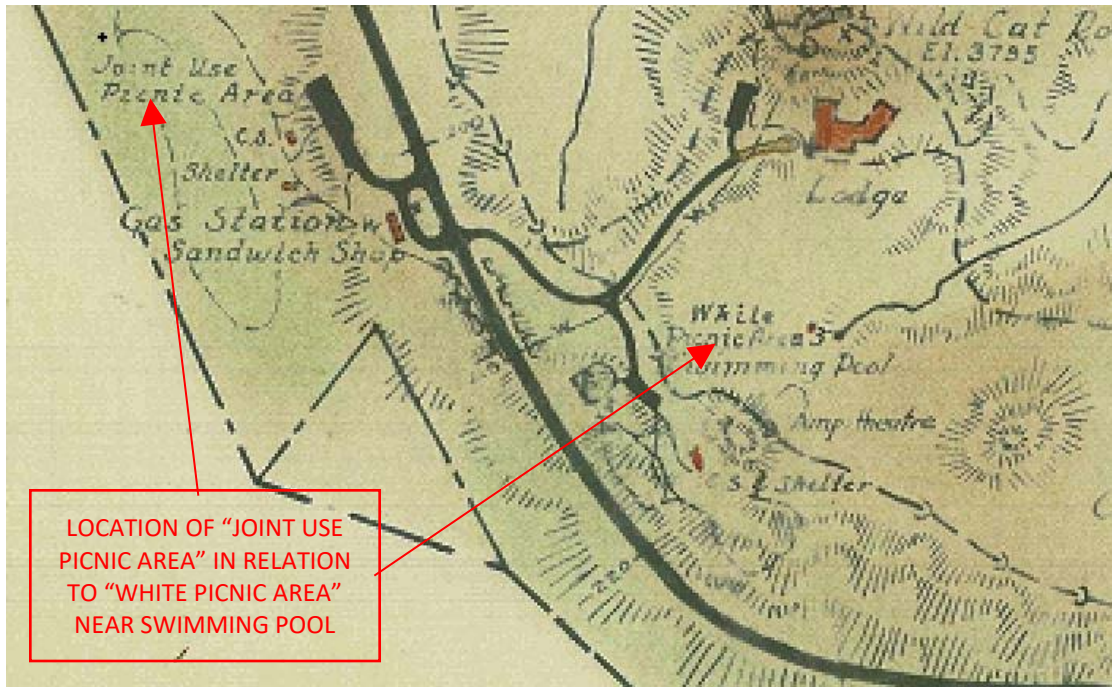 Joint Use
Picnic Area
C.S.
Shelter
Gas Station
Sandwich Shop
W
200
Wild Cat Ro
El. 3795
Lodge
White
Picnic Area
Swimming Pool
Amp. theatre
C.S. & Shelter
220
LOCATION OF “JOINT USE
PICNIC AREA” IN RELATION
TO “WHITE PICNIC AREA”
NEAR SWIMMING POOL